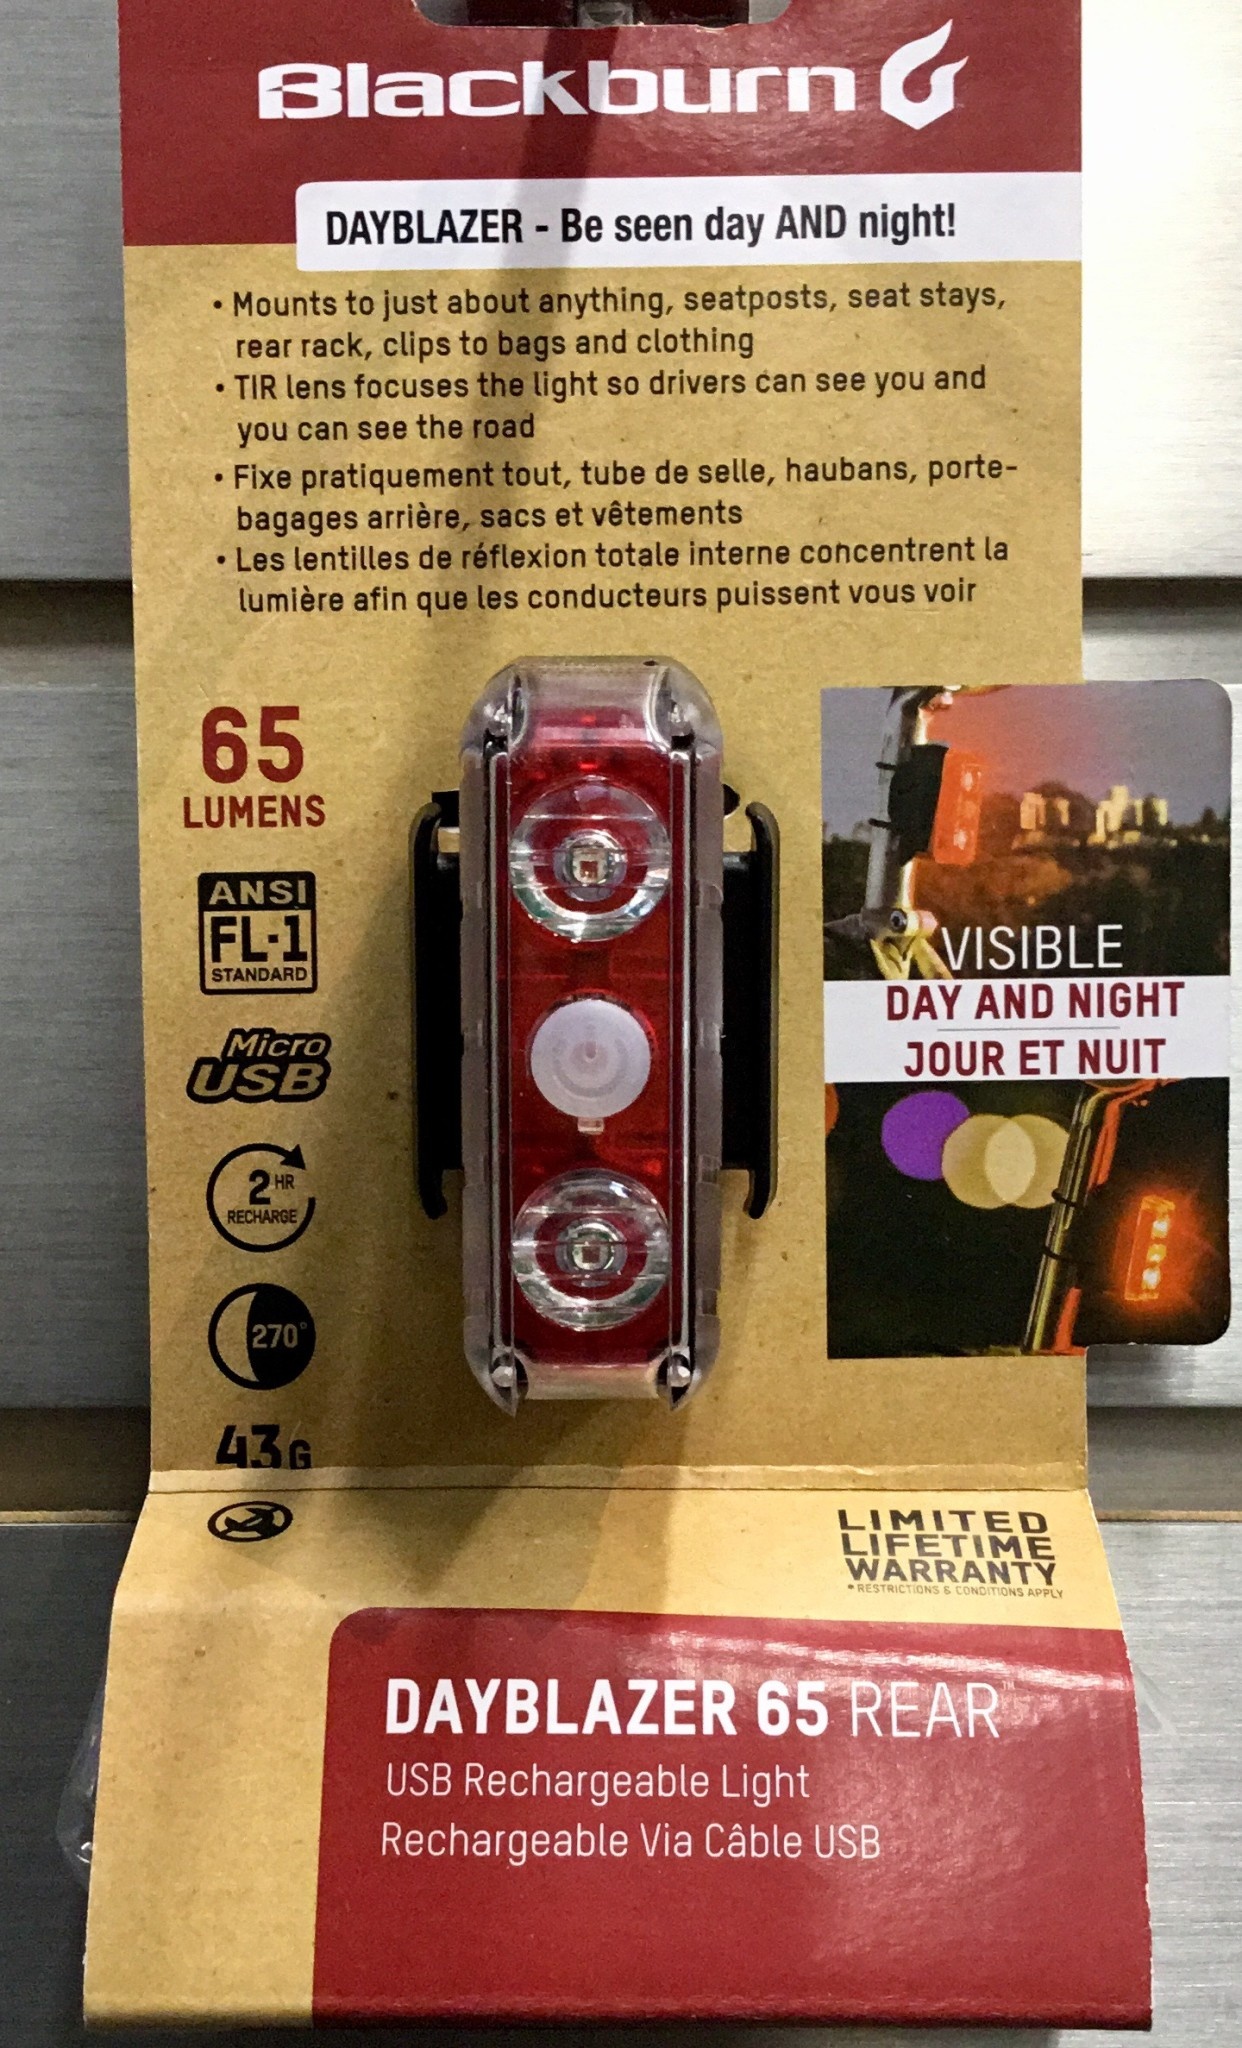 Blackburn
DAYBLAZER - Be seen day AND night!
• Mounts to just about anything, seatposts, seat stays,
rear rack, clips to bags and clothing
• TIR lens focuses the light so drivers can see you and
you can see the road
• Fixe pratiquement tout, tube de selle, haubans, porte-
bagages arrière, sacs et vêtements
• Les lentilles de réflexion totale interne concentrent la
lumière afin que les conducteurs puissent vous voir
65
LUMENS
ANSI
FL-1
STANDARD
Micro
USB
2 HR
RECHARGE
270°
43G
VISIBLE
DAY AND NIGHT
JOUR ET NUIT
LIMITED
LIFETIME
WARRANTY
* RESTRICTIONS & CONDITIONS APPLY
DAYBLAZER 65 REAR™
USB Rechargeable Light
Rechargeable Via Câble USB